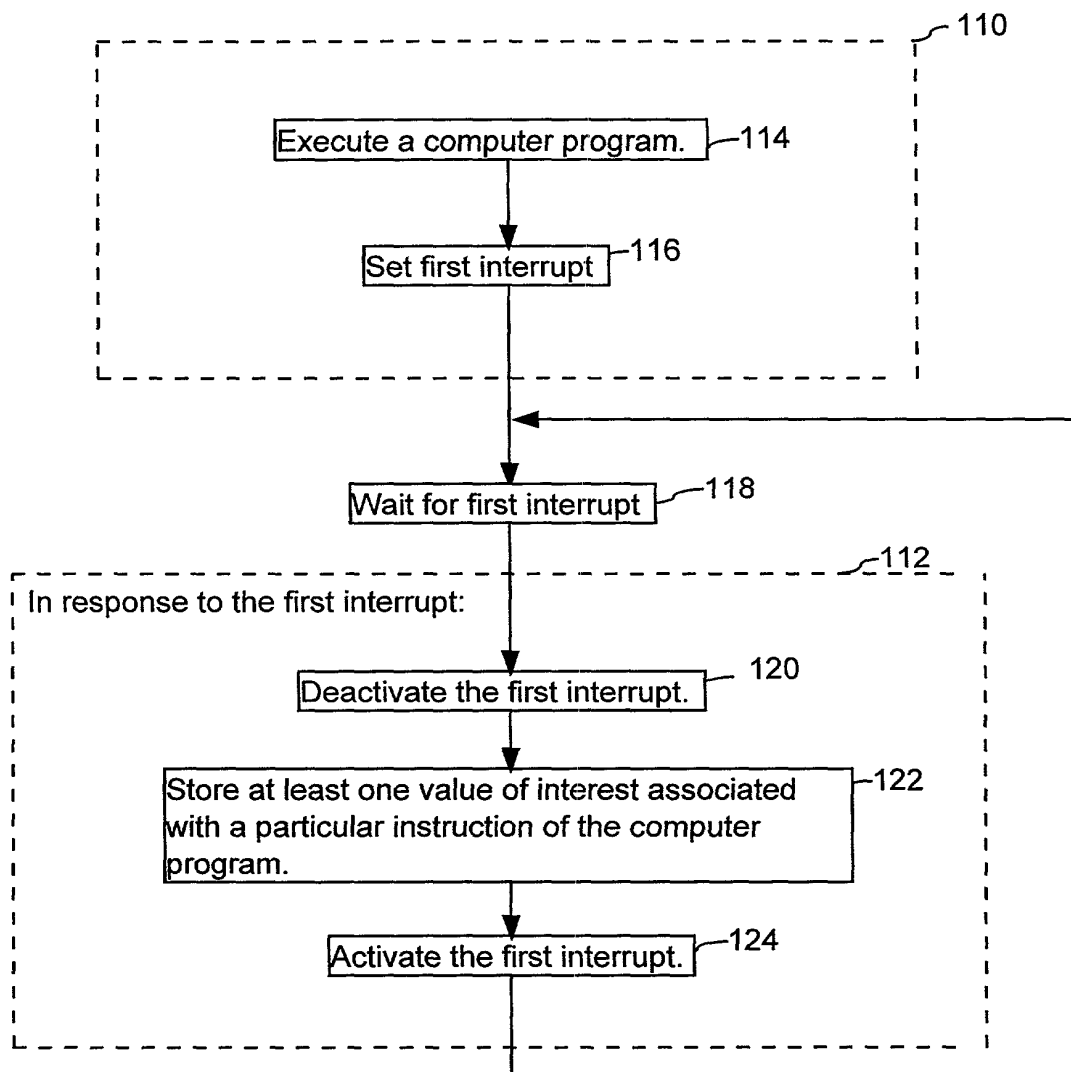 110
Execute a computer program.
114
Set first interrupt
116
Wait for first interrupt
118
112
In response to the first interrupt:
Deactivate the first interrupt.
120
Store at least one value of interest associated
with a particular instruction of the computer
program.
122
Activate the first interrupt.
124